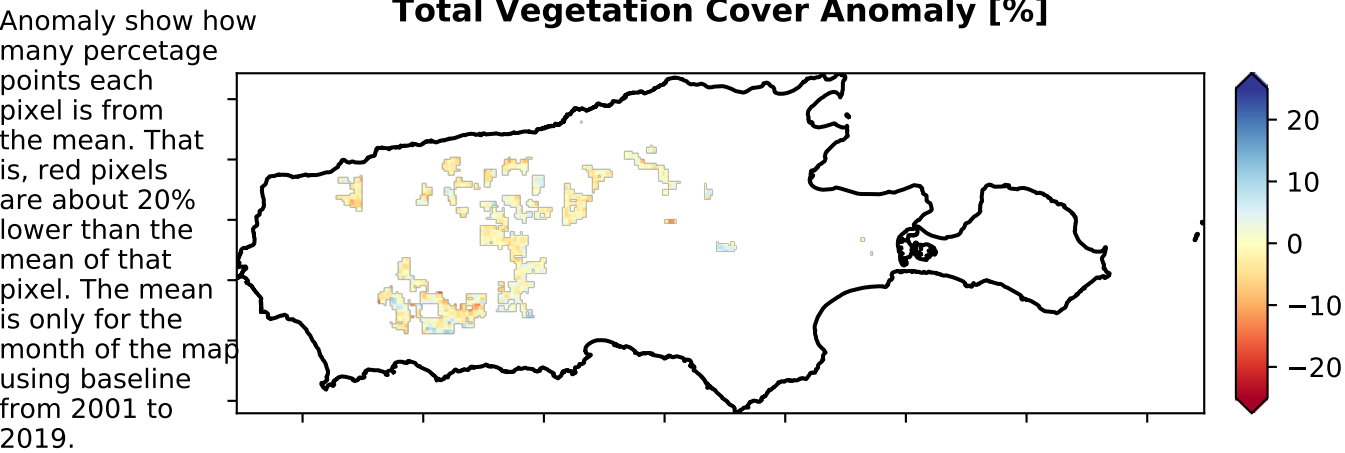 Total Vegetation Cover Anomaly [%]
Anomaly show how
many percetage
points each
pixel is from
the mean. That
is, red pixels
are about 20%
lower than the
mean of that
pixel. The mean
is only for the
month of the map
using baseline
from 2001 to
2019.
20
10
0
−10
−20